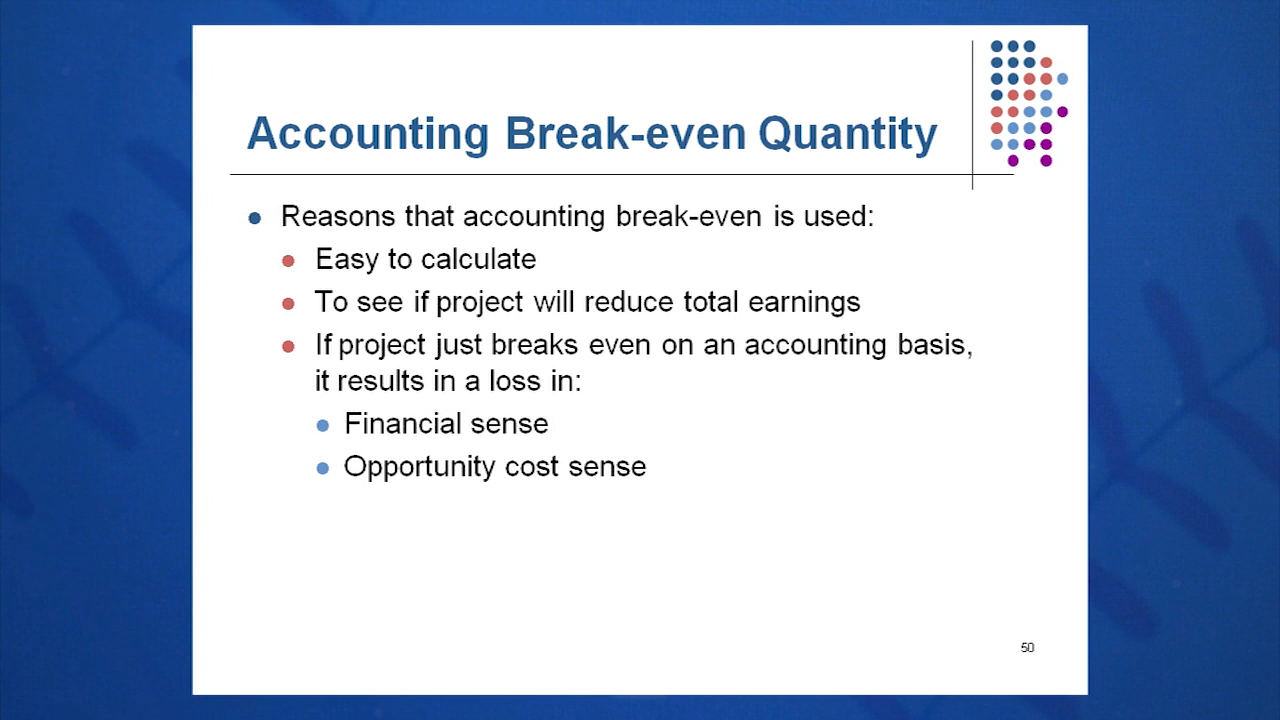 Accounting Break-even Quantity
Reasons that accounting break-even is used:
Easy to calculate
To see if project will reduce total earnings
If project just breaks even on an accounting basis,
it results in a loss in:
Financial sense
Opportunity cost sense
50